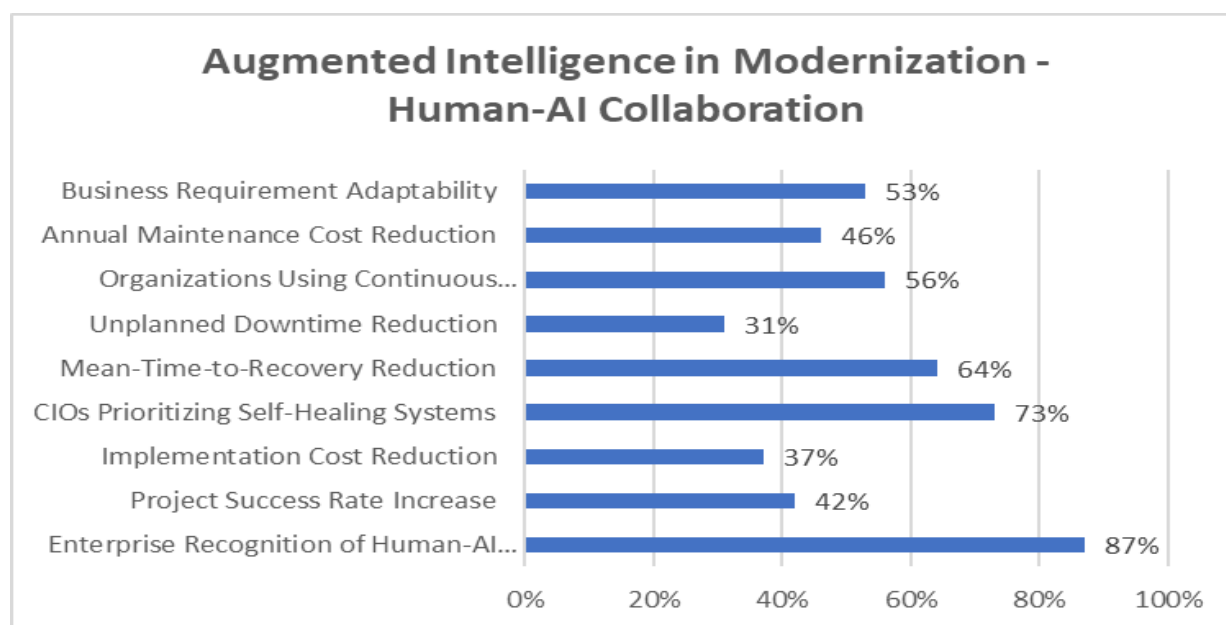 Augmented Intelligence in Modernization -
Human-AI Collaboration
Business Requirement Adaptability
53%
Annual Maintenance Cost Reduction
46%
Organizations Using Continuous...
56%
Unplanned Downtime Reduction
31%
Mean-Time-to-Recovery Reduction
64%
CIOs Prioritizing Self-Healing Systems
73%
Implementation Cost Reduction
37%
Project Success Rate Increase
42%
Enterprise Recognition of Human-AI...
87%
0% 20% 40% 60% 80% 100%